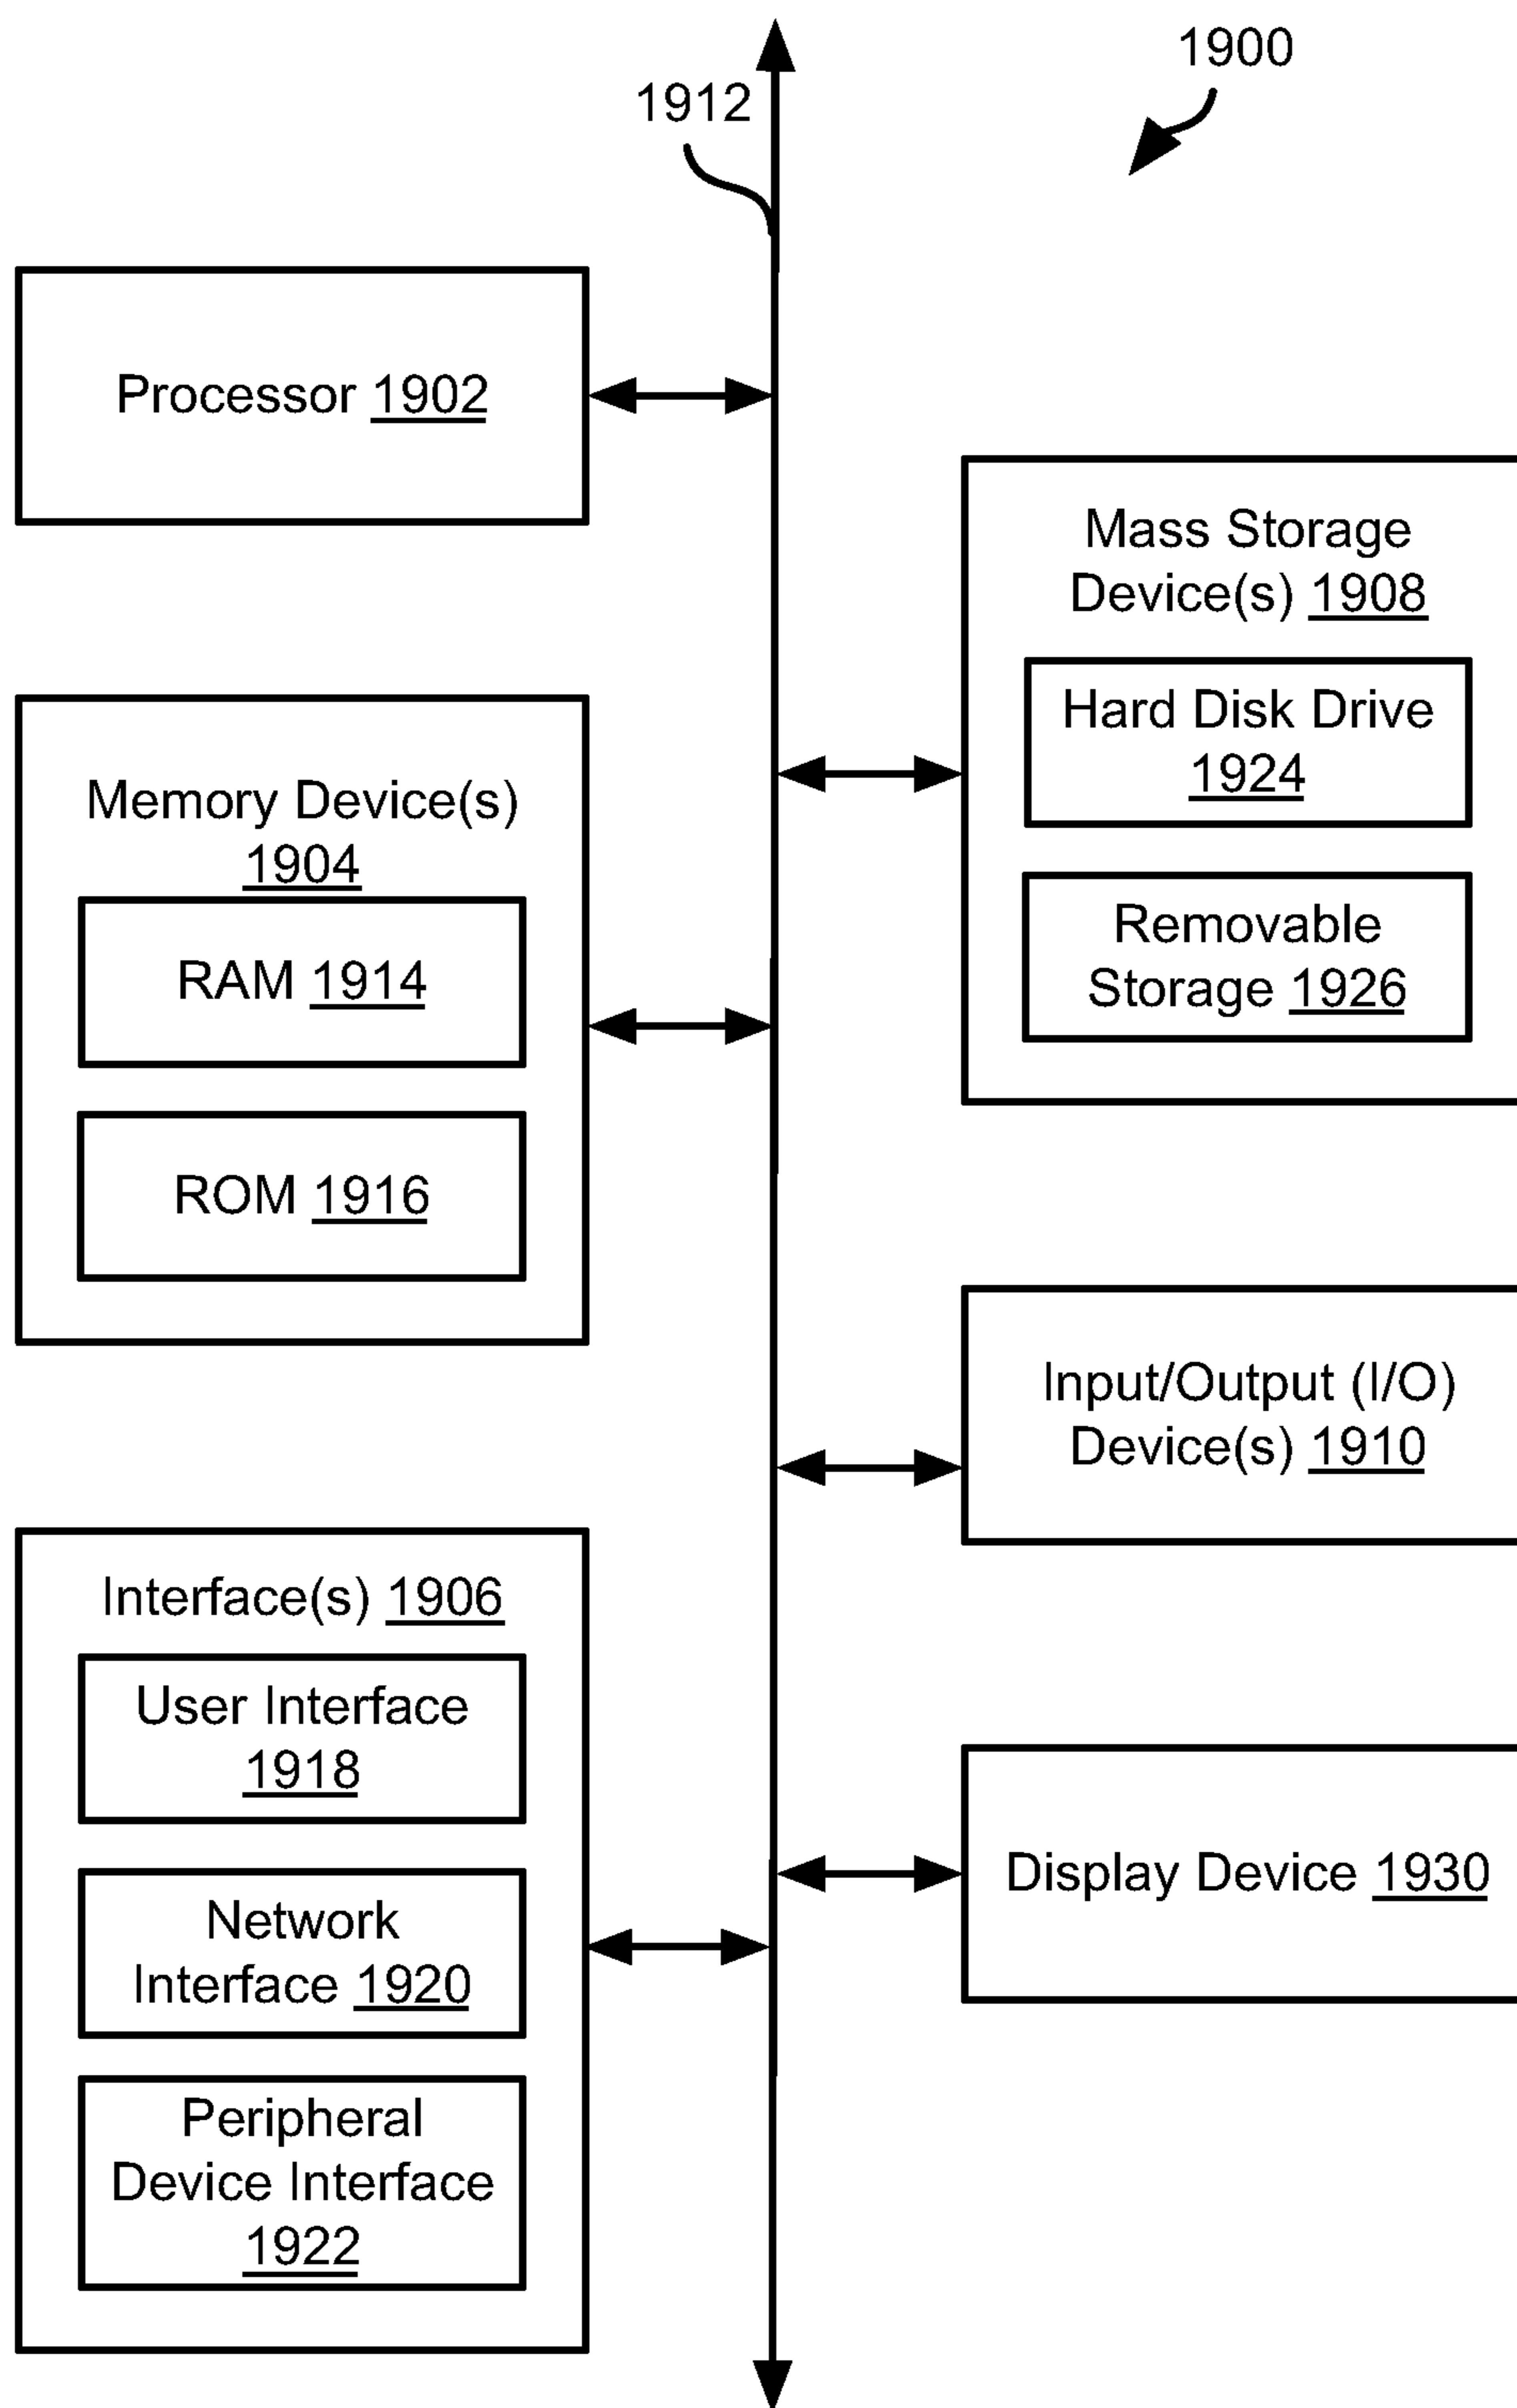 1900
1912
Processor 1902
Mass Storage
Device(s) 1908
Hard Disk Drive
1924
Removable
Storage 1926
Memory Device(s)
1904
RAM 1914
ROM 1916
Input/Output (I/O)
Device(s) 1910
Interface(s) 1906
User Interface
1918
Network
Interface 1920
Peripheral
Device Interface
1922
Display Device 1930